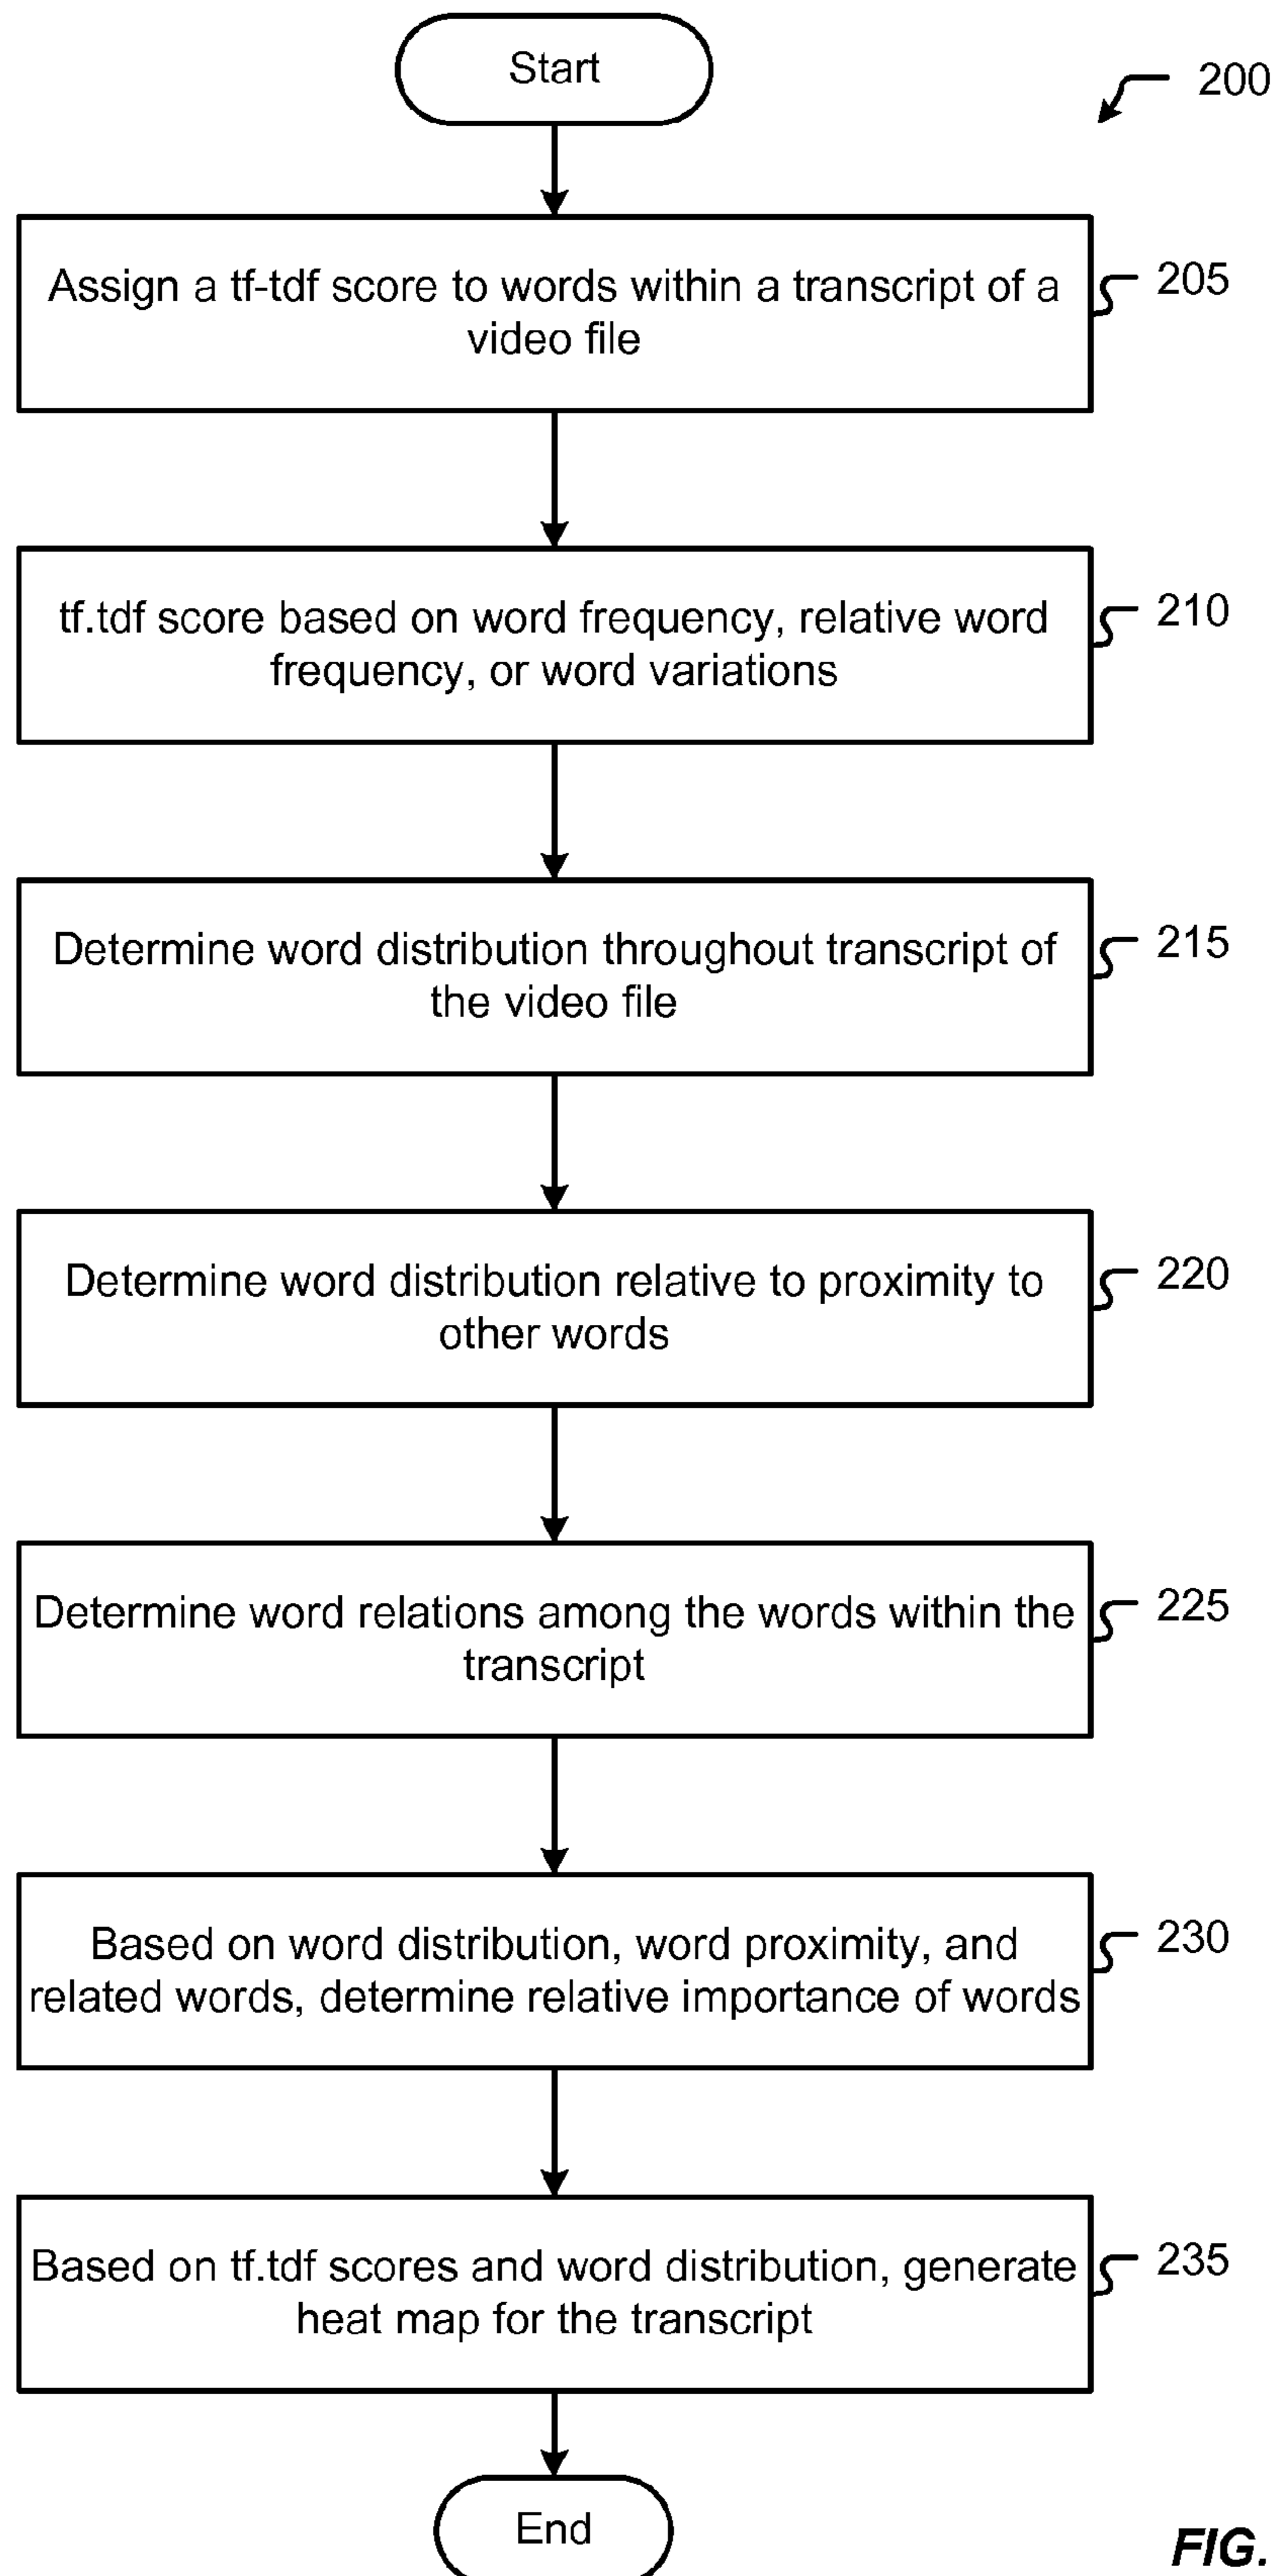 Start
200
Assign a tf-tdf score to words within a transcript of a
video file
205
tf.tdf score based on word frequency, relative word
frequency, or word variations
210
Determine word distribution throughout transcript of
the video file
215
Determine word distribution relative to proximity to
other words
220
Determine word relations among the words within the
transcript
225
Based on word distribution, word proximity, and
related words, determine relative importance of words
230
Based on tf.tdf scores and word distribution, generate
heat map for the transcript
235
End
FIG.